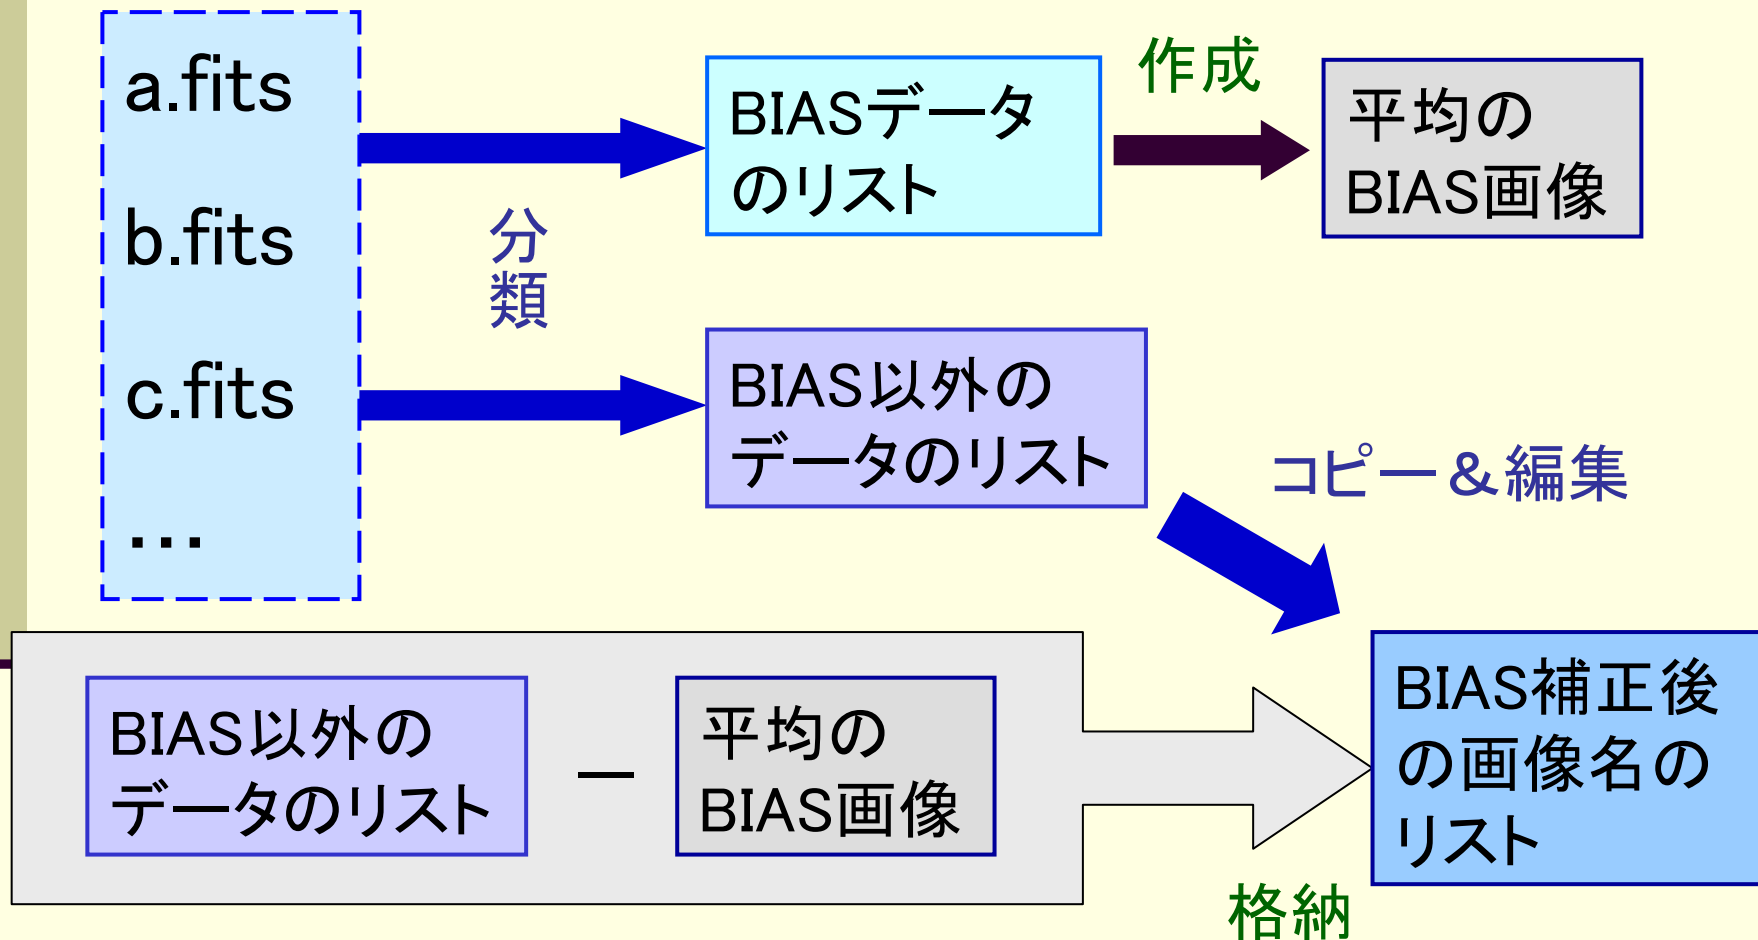 a.fits
b.fits
c.fits
…
分
類
BIASデータ
のリスト
作成
平均の
BIAS画像
BIAS以外の
データのリスト
コピー&編集
BIAS以外の
データのリスト
－
平均の
BIAS画像
格納
BIAS補正後
の画像名の
リスト